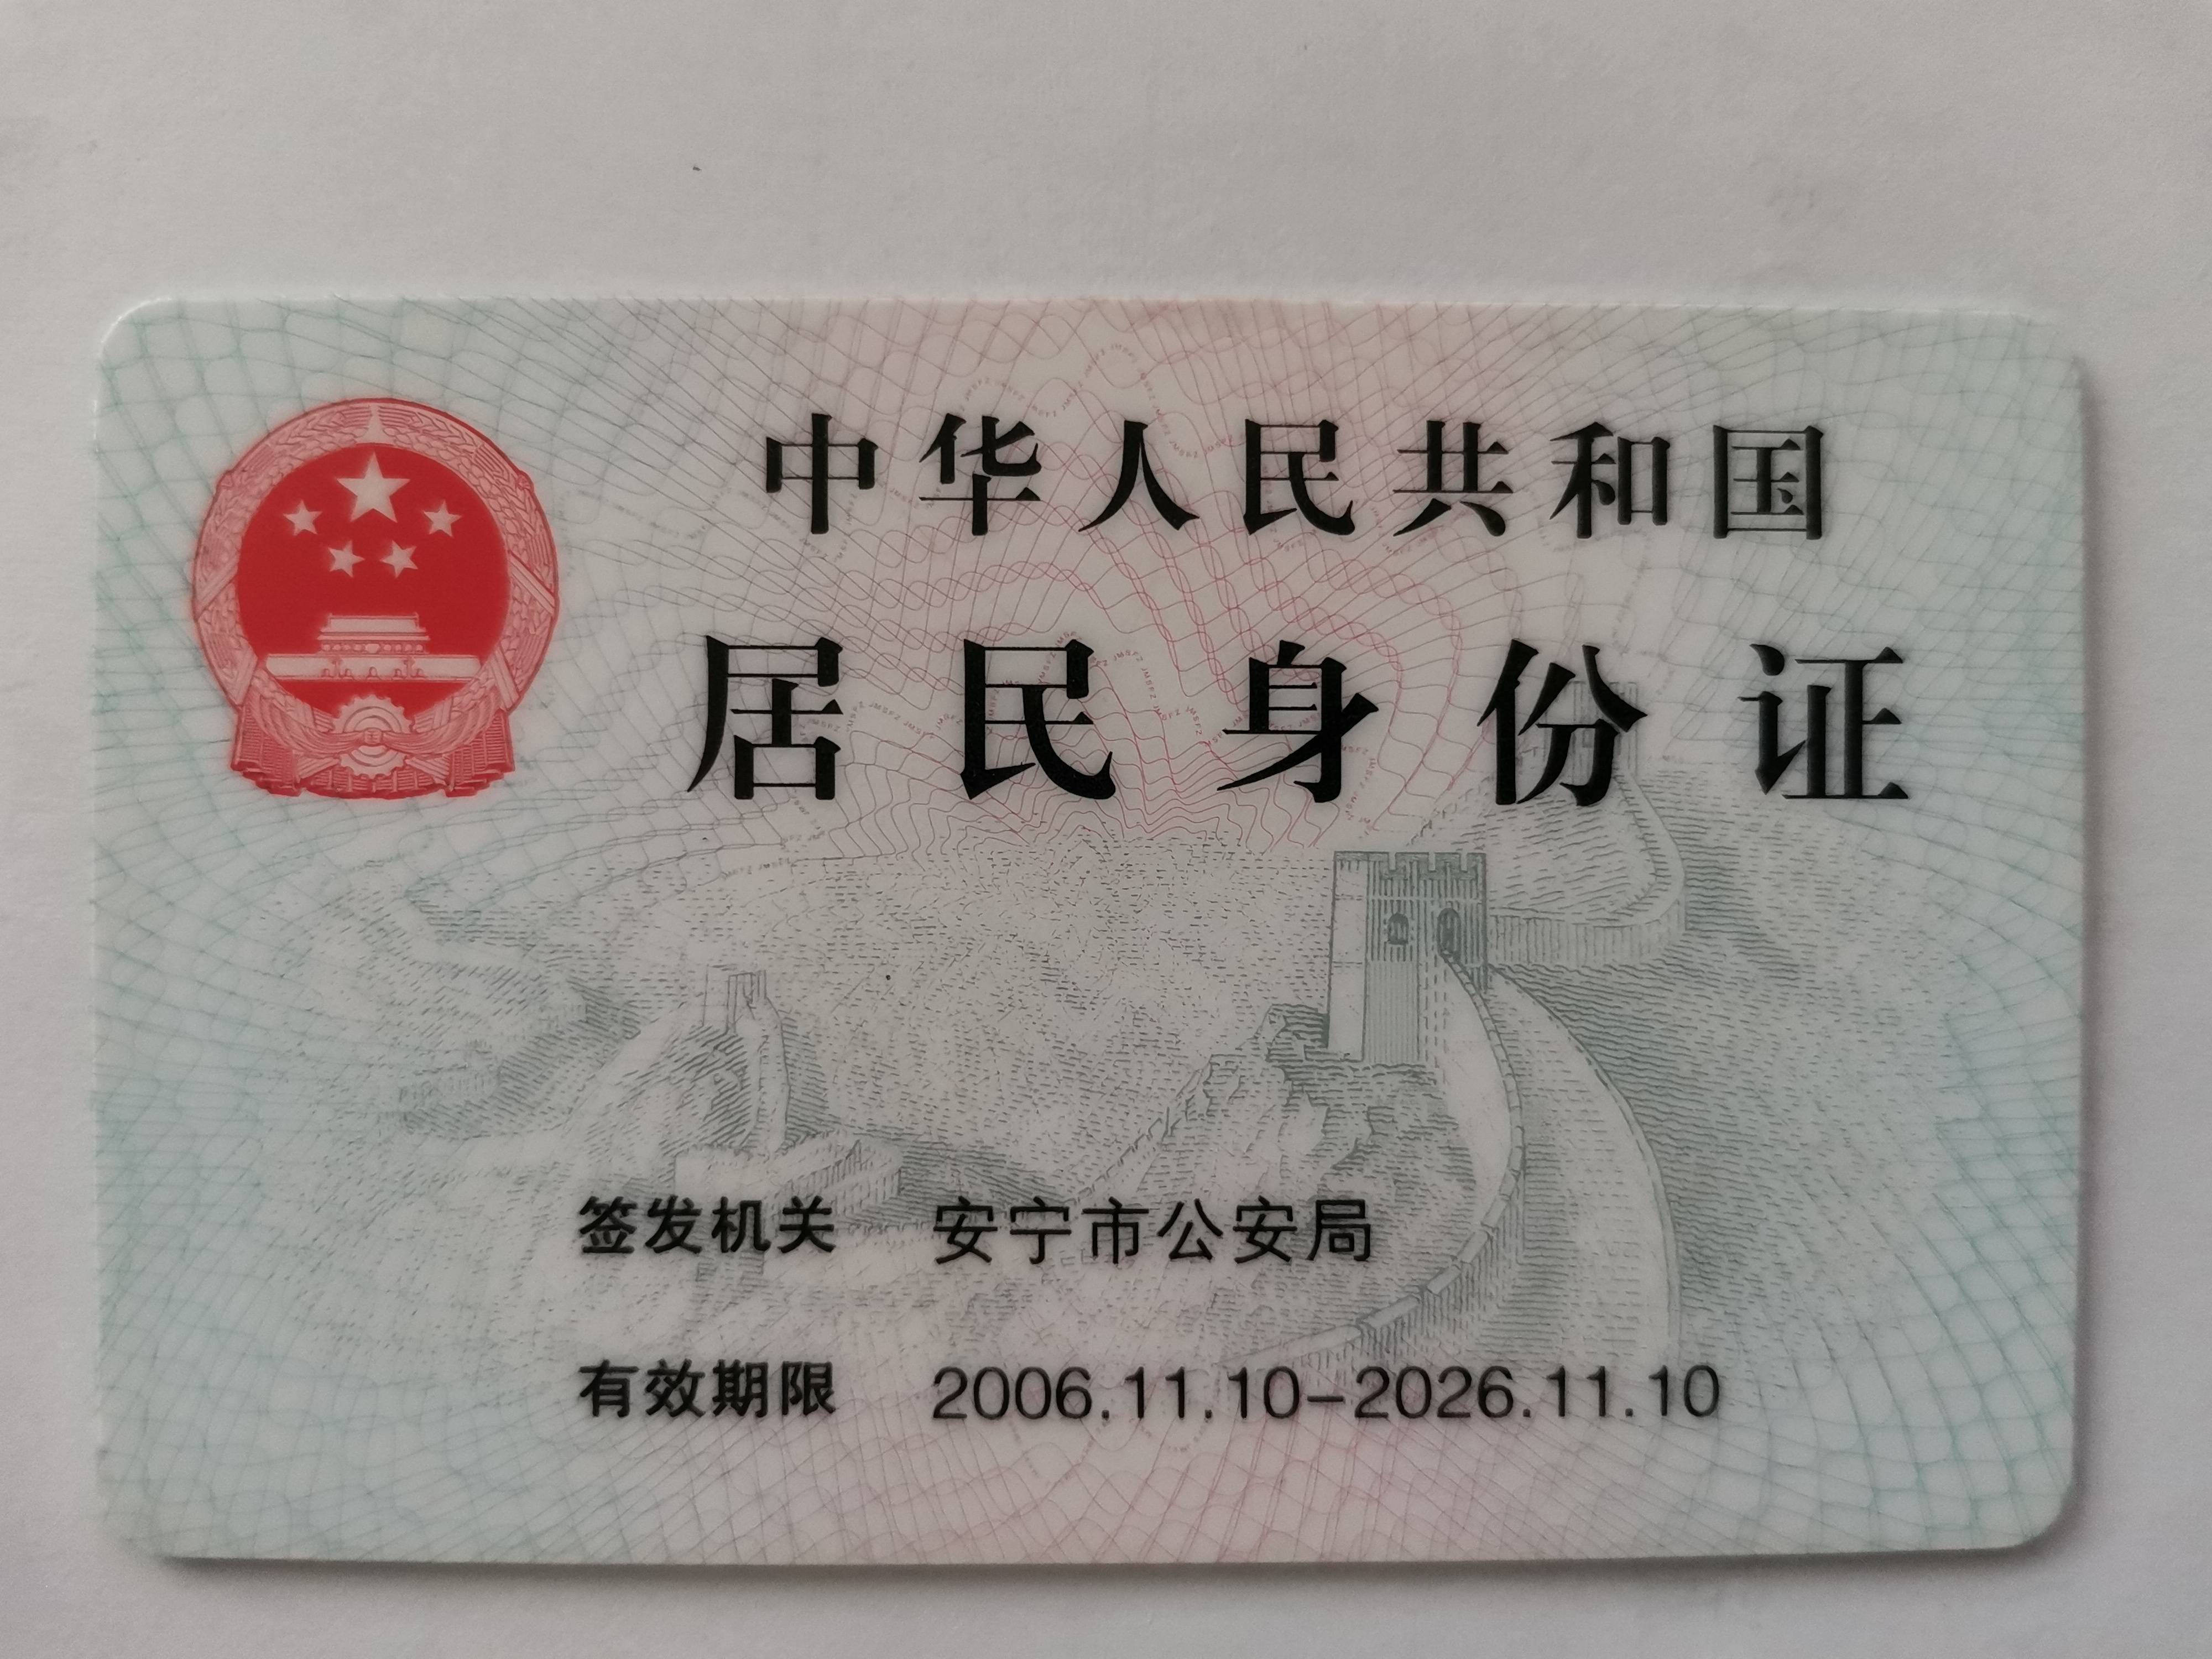 中华人民共和国
居民身份证
签发机关 安宁市公安局
有效期限 2006.11.10-2026.11.10